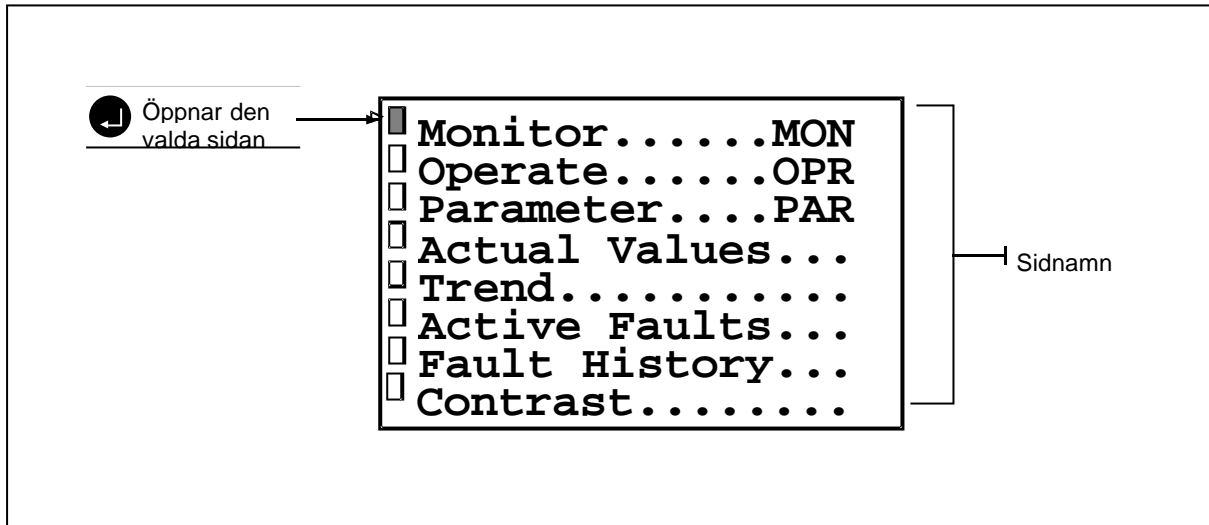 Öppnar den
valda sidan
Monitor......MON
Operate......OPR
Parameter....PAR
Actual Values...
Trend...........
Active Faults...
Fault History...
Contrast........
Sidnamn